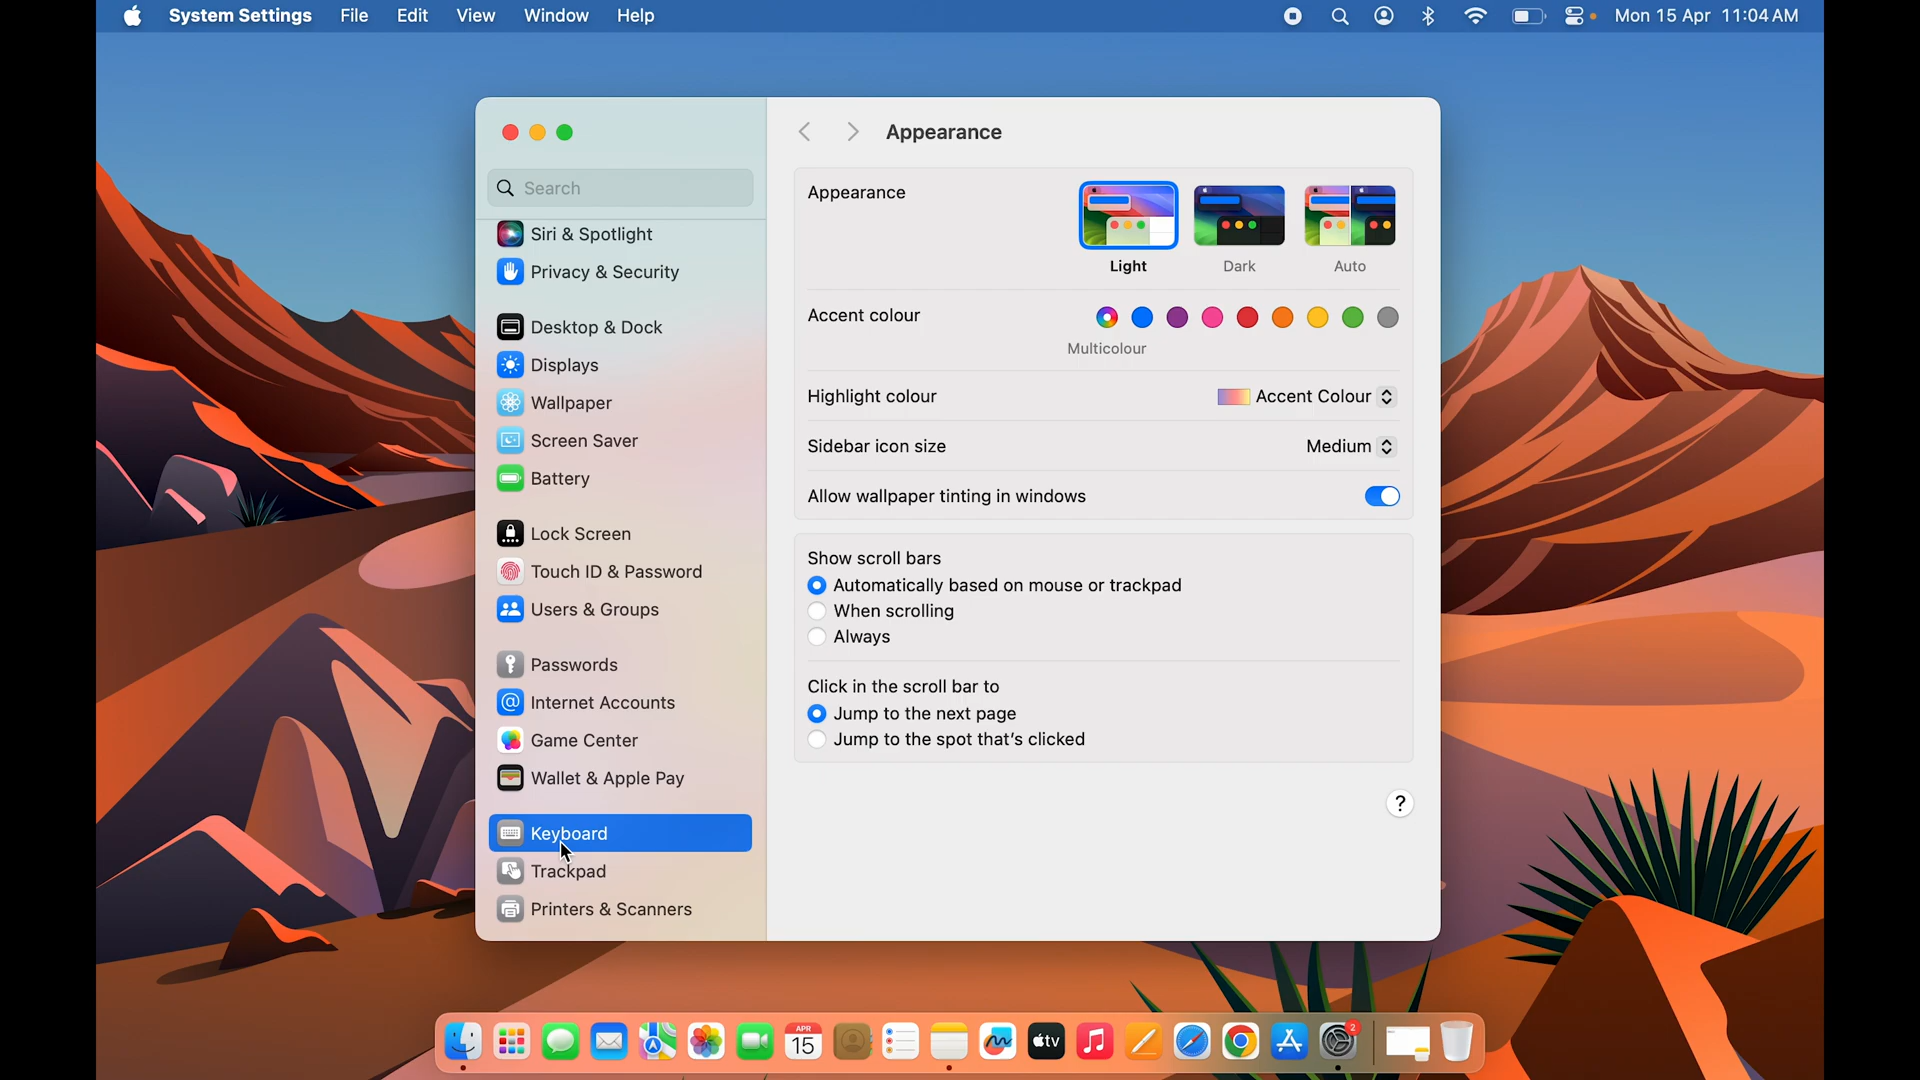 System Settings File Edit View Window Help Mon 15 Apr 11:04 AM
Search
Siri & Spotlight
Privacy & Security
Desktop & Dock
Displays
Wallpaper
Screen Saver
Battery
Lock Screen
Touch ID & Password
Users & Groups
Passwords
Internet Accounts
Game Center
Wallet & Apple Pay
Keyboard
Trackpad
Printers & Scanners
Appearance
Appearance
Light Dark Auto
Accent colour
Multicolour
Highlight colour Accent Colour
Sidebar icon size Medium
Allow wallpaper tinting in windows
Show scroll bars
Automatically based on mouse or trackpad
When scrolling
Always
Click in the scroll bar to
Jump to the next page
Jump to the spot that's clicked
?
APR
15
tv
2